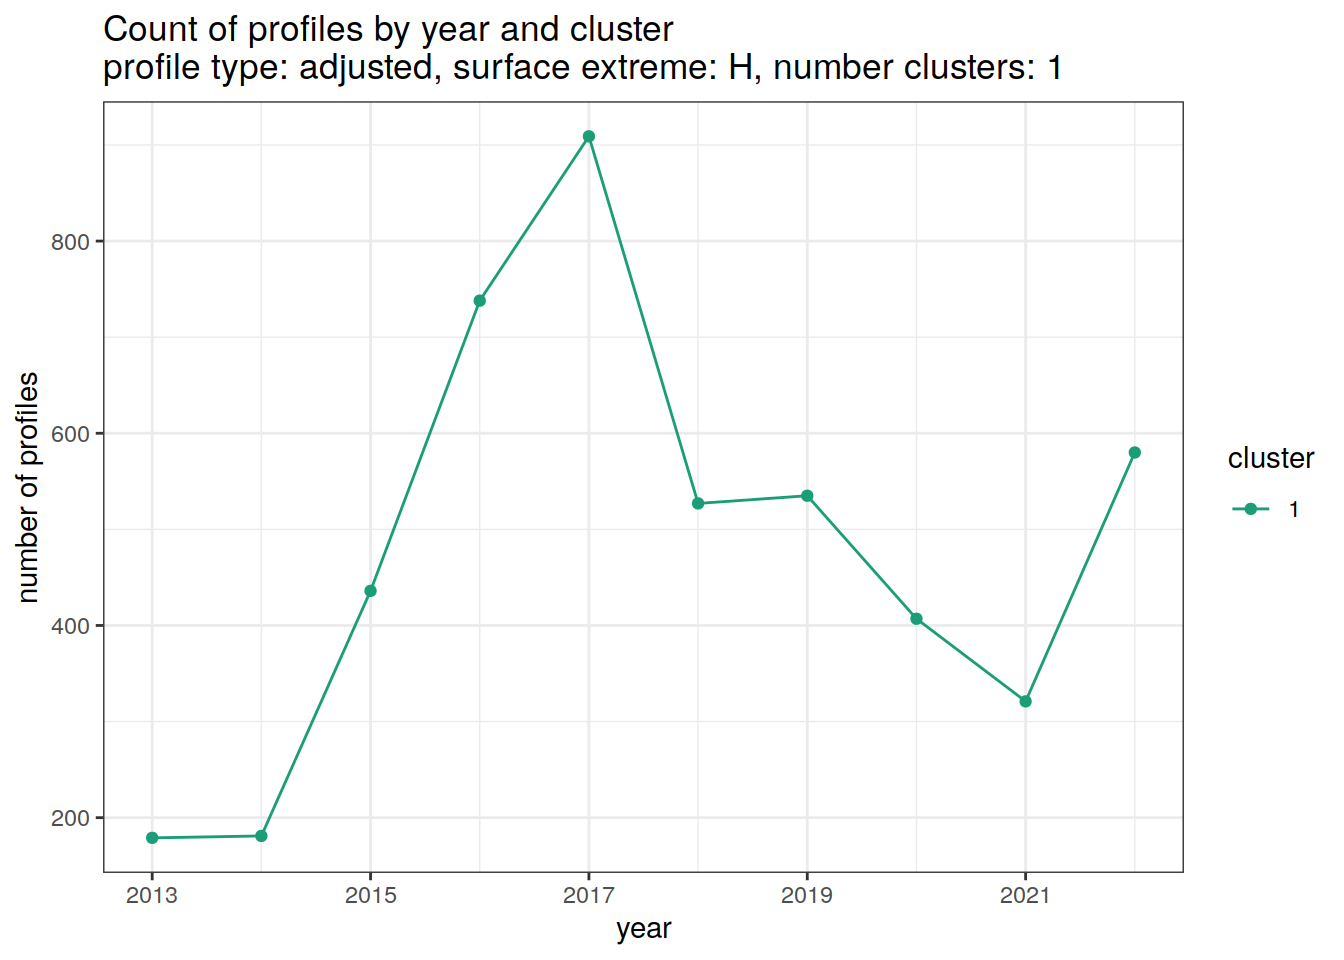 Count of profiles by year and cluster
profile type: adjusted, surface extreme: H, number clusters: 1
number of profiles
800
600
400
200
2013 2015 2017 2019 2021
year
cluster
1